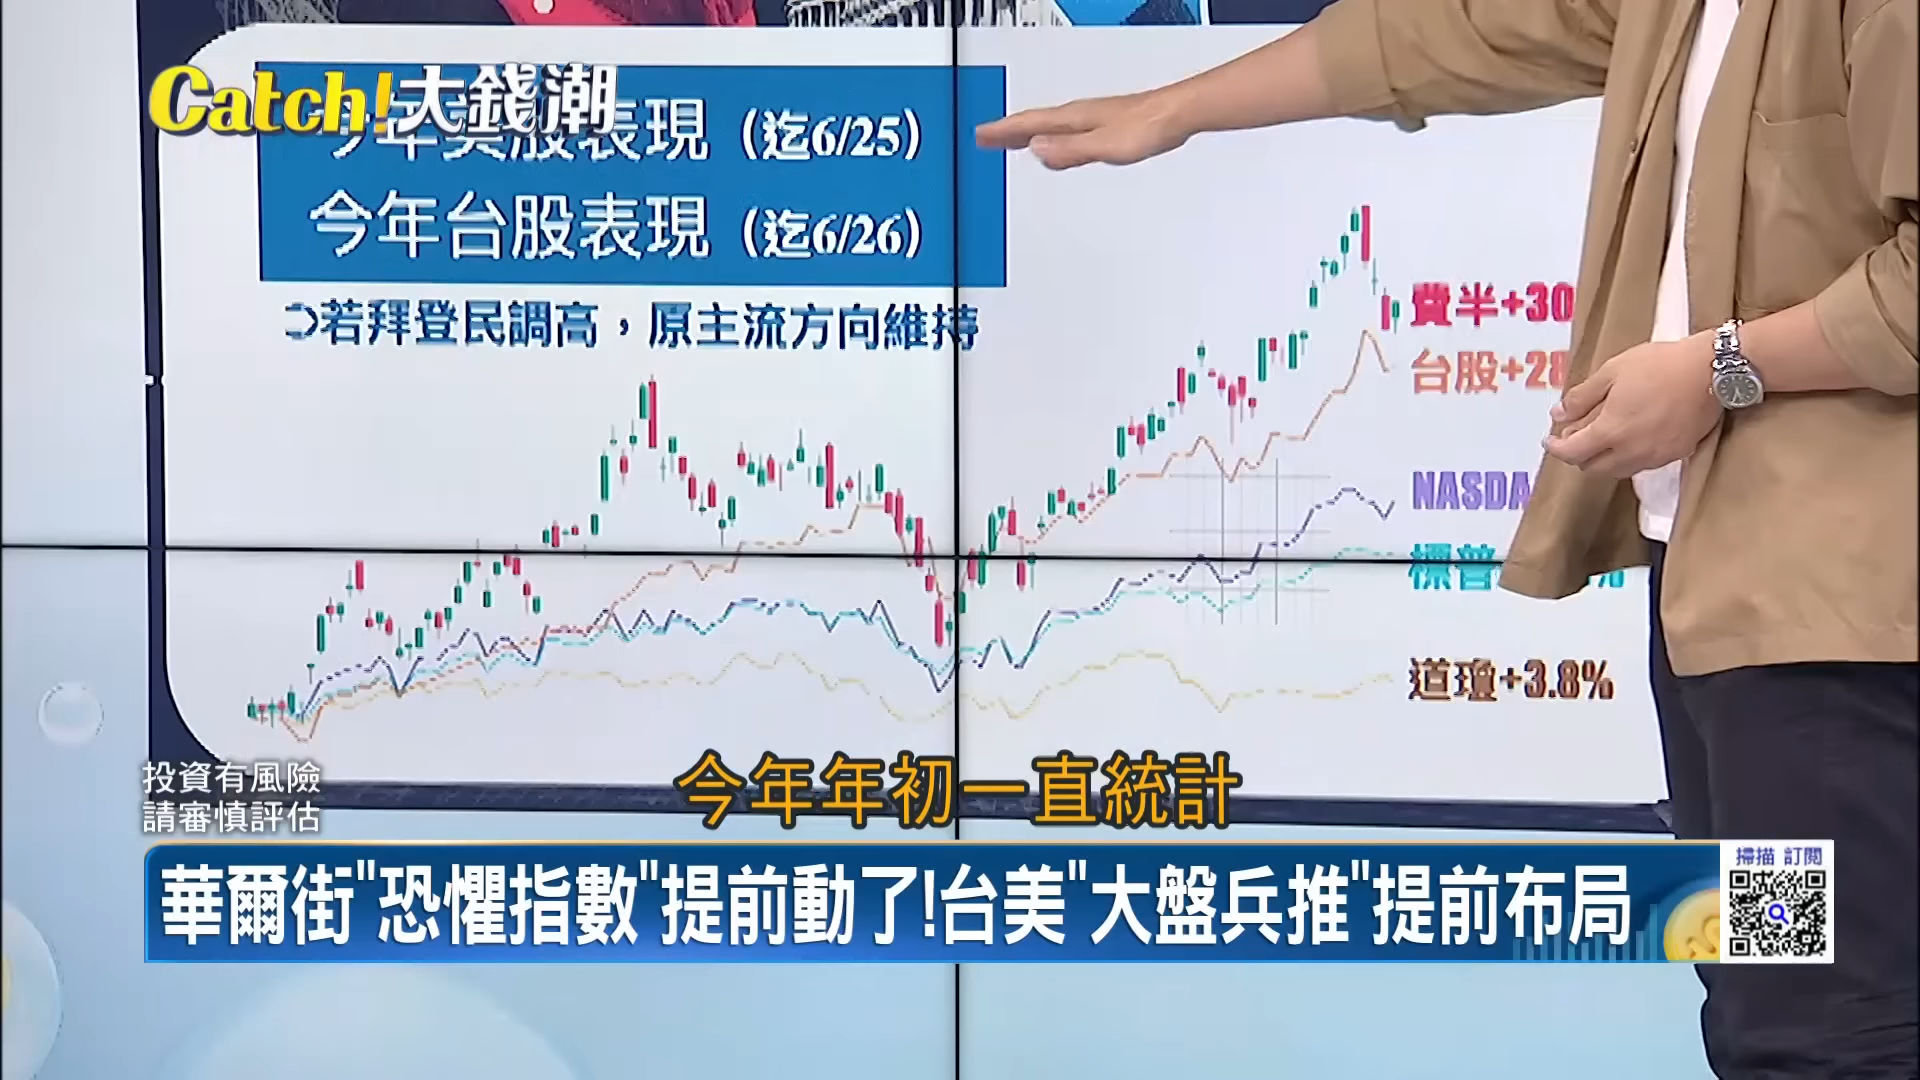 Catch!大錢潮
今年美股表現（迄6/25）
今年台股表現（迄6/26）
➲若拜登民調高，原主流方向維持
費半+30
台股+28
NASDA
標普
%
道瓊+3.8%
今年年初一直統計
投資有風險
請審慎評估
華爾街"恐懼指數"提前動了!台美"大盤兵推"提前布局
掃描 訂閱